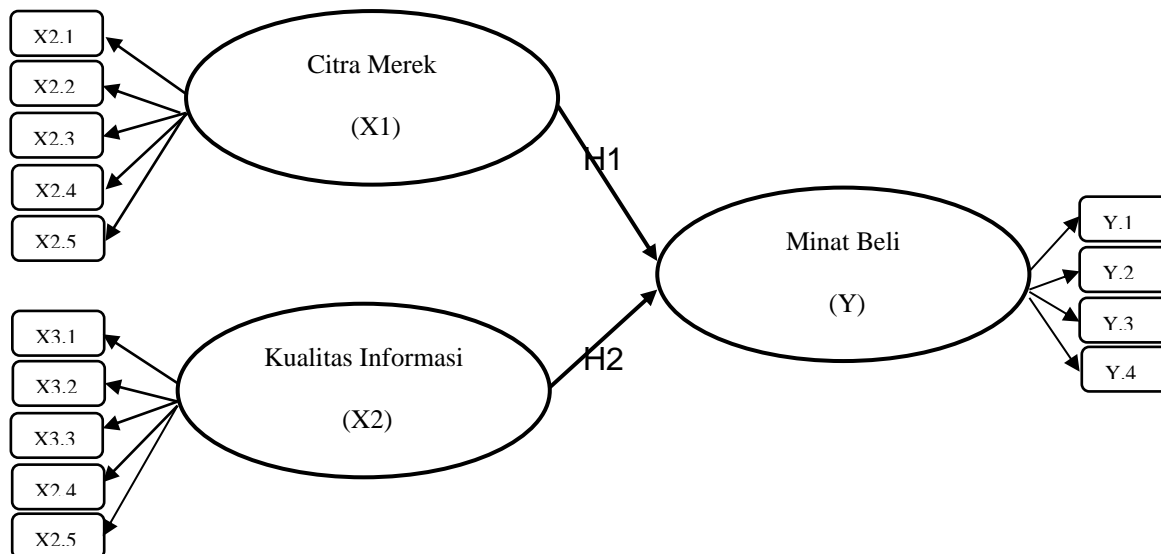 X2.1
X2.2
X2.3
X2.4
X2.5
Citra Merek
(X1)
H1
Minat Beli
(Y)
Y.1
Y.2
Y.3
Y.4
X3.1
X3.2
X3.3
X2.4
X2.5
Kualitas Informasi
(X2)
H2